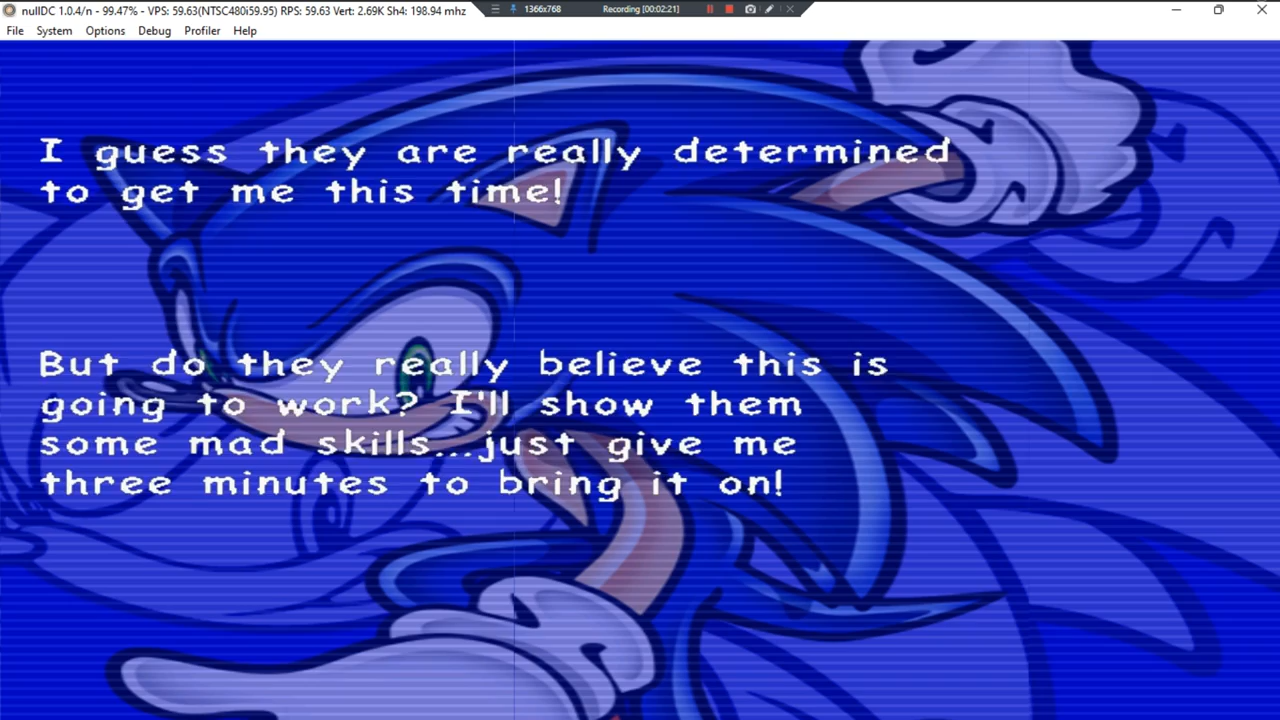 nullDC 1.0.4/n - 99.47% - VPS: 59.63(NTSC480i59.95) RPS: 59.63 Vert: 2.69K Sh4: 198.94 mhz
1366x768
Recording [00:02:21]
File System Options Debug Profiler Help
I guess they are really determined
to get me this time!
But do they really believe this is
going to work? I'll show them
some mad skills...just give me
three minutes to bring it on!